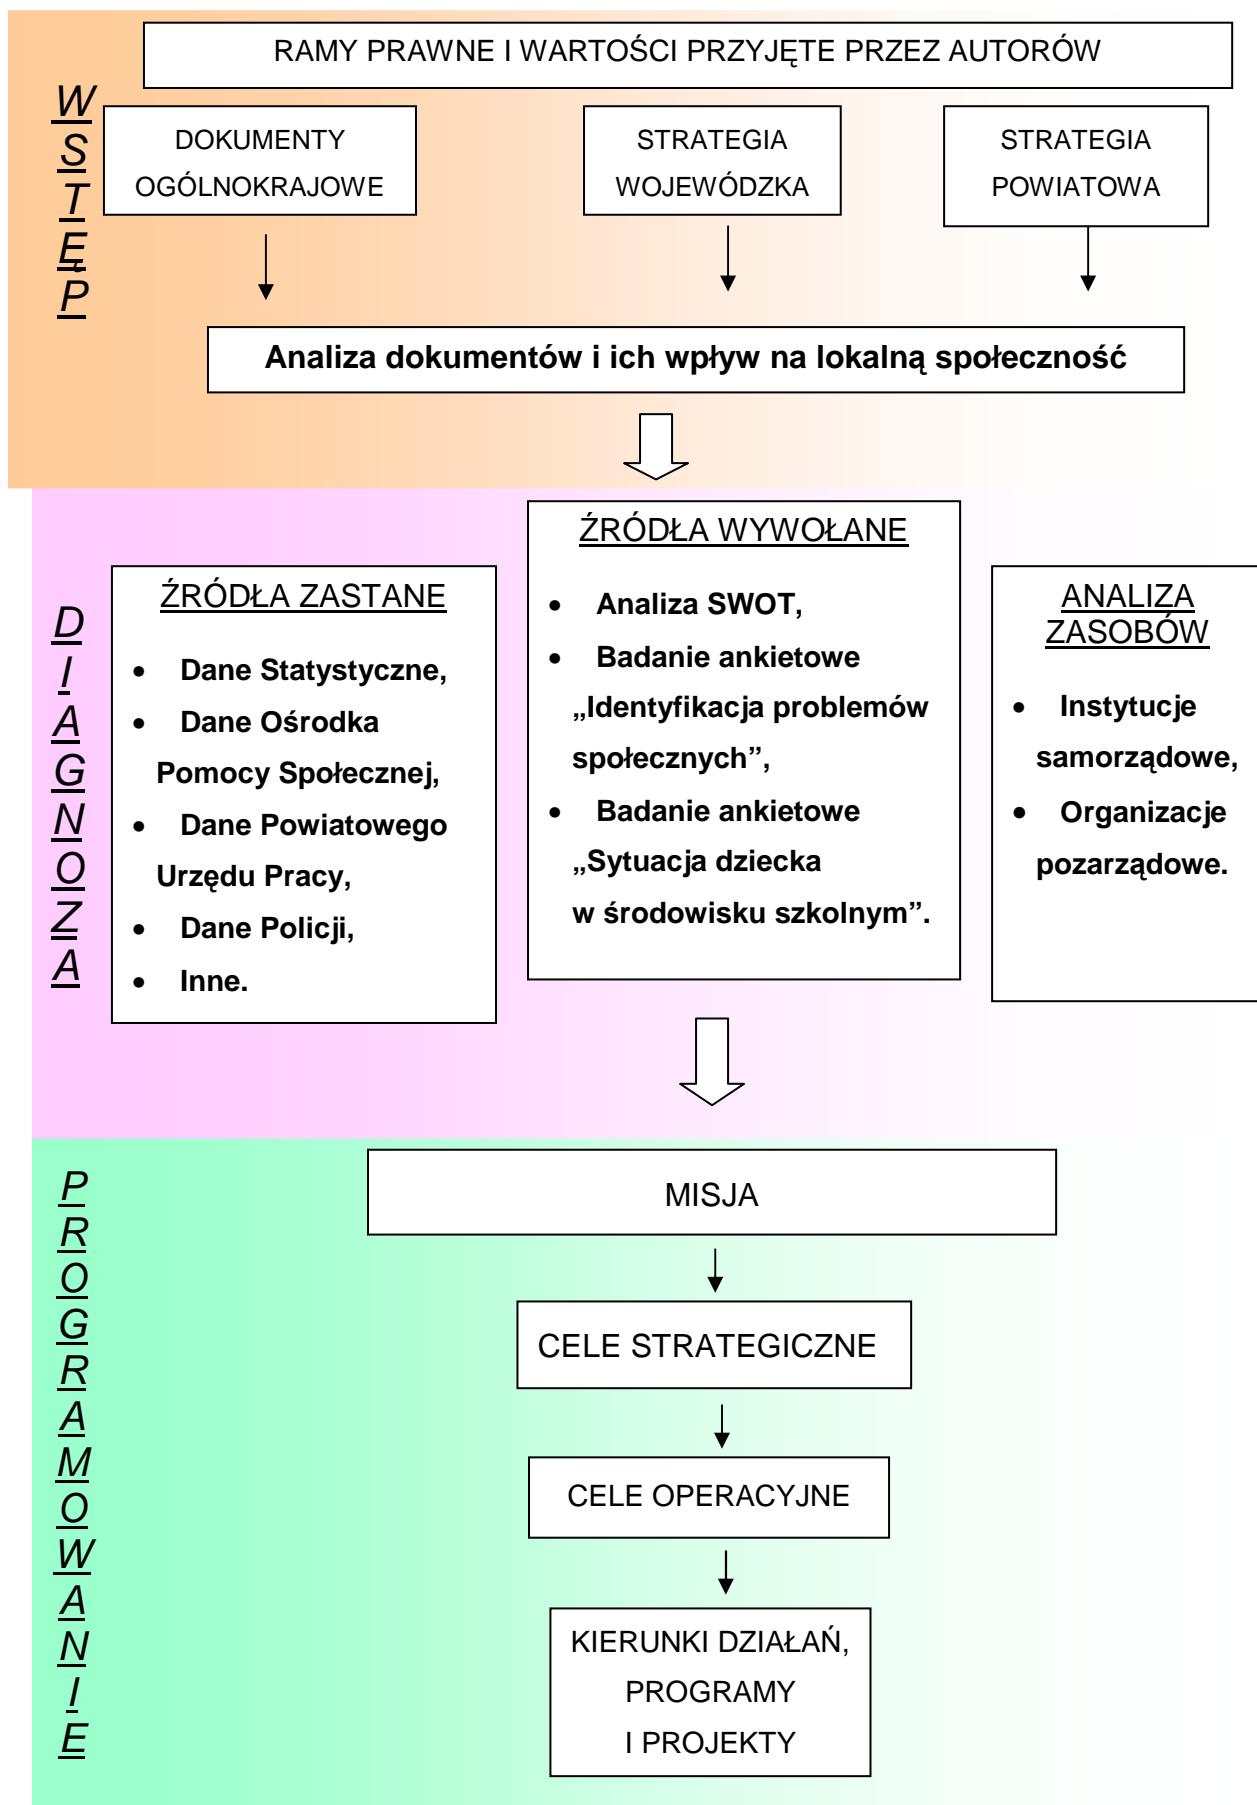 RAMY PRAWNE I WARTOŚCI PRZYJĘTE PRZEZ AUTORÓW
WSTĘP
DOKUMENTY
OGÓLNOKRAJOWE
STRATEGIA
WOJEWÓDZKA
STRATEGIA
POWIATOWA
Analiza dokumentów i ich wpływ na lokalną społeczność
DIAGNOZA
ŹRÓDŁA ZASTANE
• Dane Statystyczne,
• Dane Ośrodka
Pomocy Społecznej,
• Dane Powiatowego
Urzędu Pracy,
• Dane Policji,
• Inne.
ŹRÓDŁA WYWOŁANE
• Analiza SWOT,
• Badanie ankietowe
„Identyfikacja problemów
społecznych”,
• Badanie ankietowe
„Sytuacja dziecka
w środowisku szkolnym”.
ANALIZA
ZASOBÓW
• Instytucje
samorządowe,
• Organizacje
pozarządowe.
PROGRAMOWANIE
MISJA
CELE STRATEGICZNE
CELE OPERACYJNE
KIERUNKI DZIAŁAŃ,
PROGRAMY
I PROJEKTY